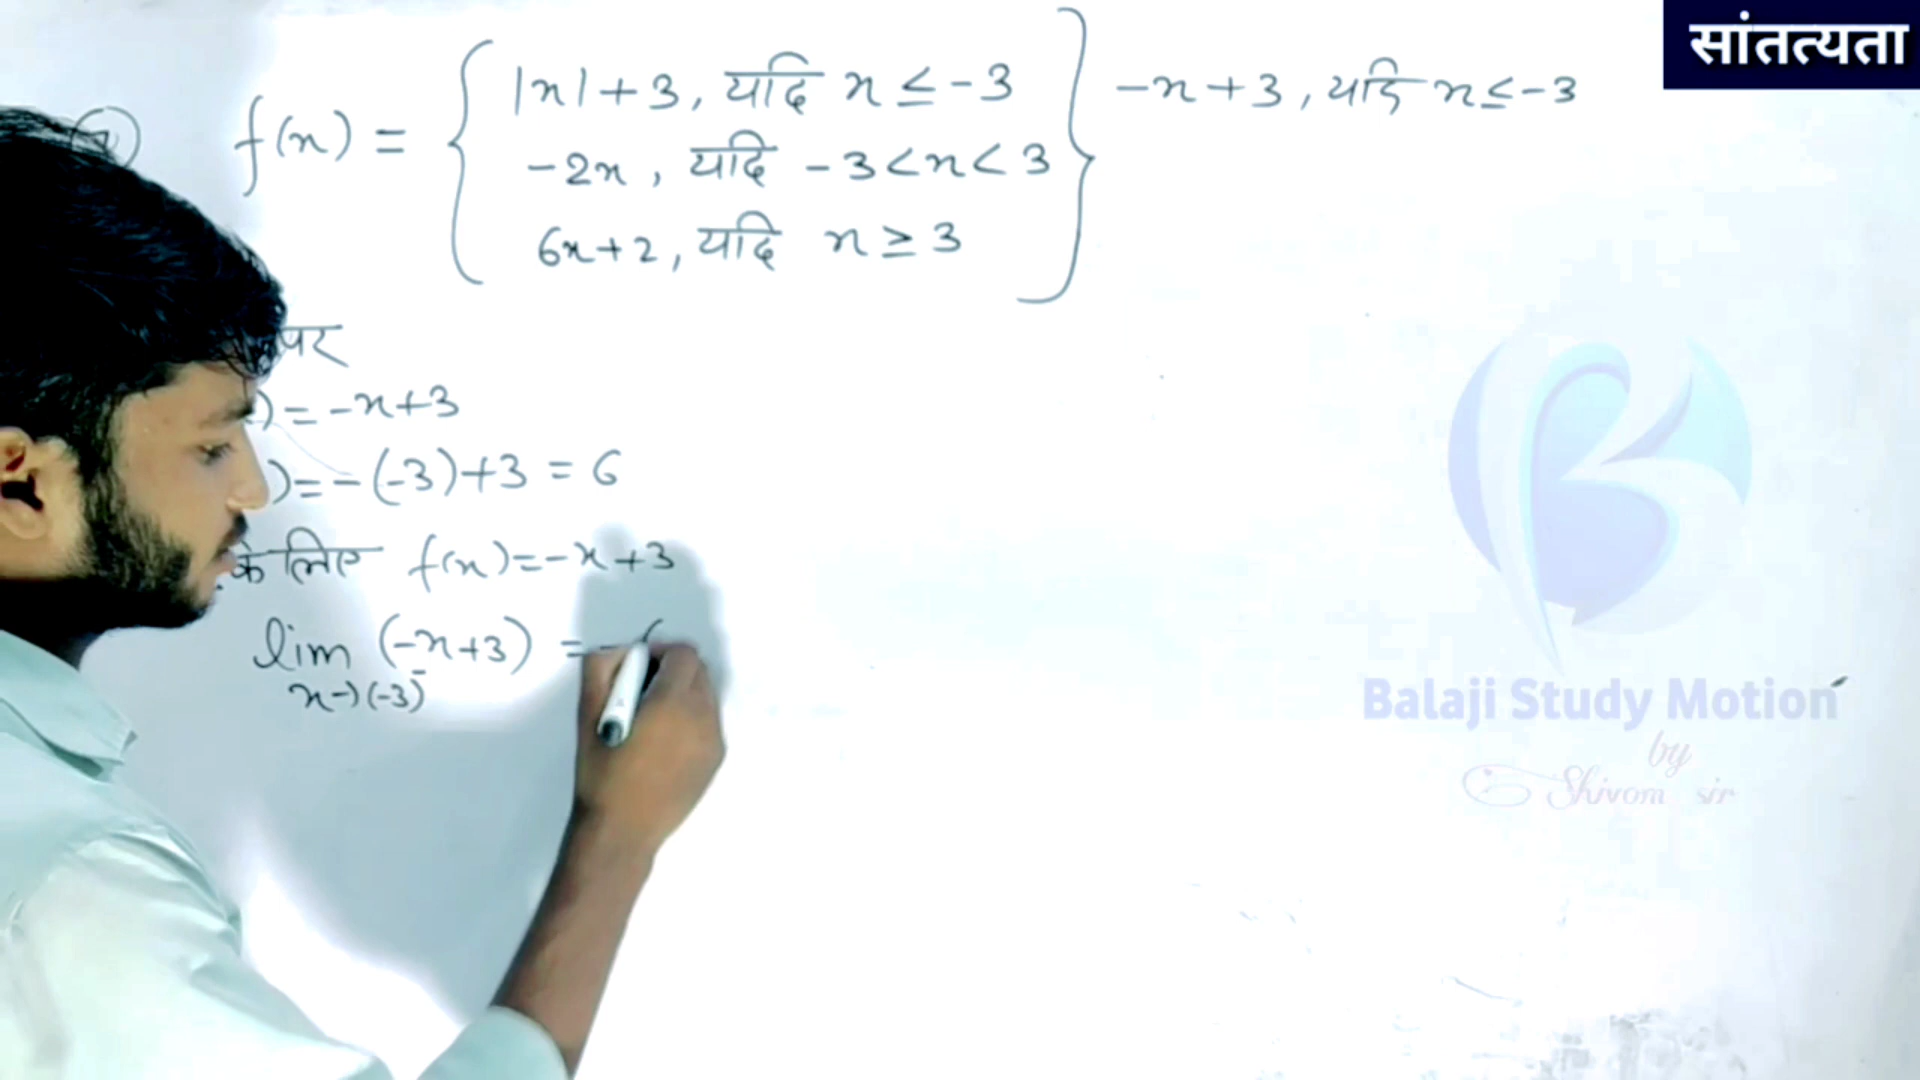 सांतत्यता
f(x) = { |x|+3, यदि x ≤ -3 } -x+3, यदि x ≤ -3
-2x, यदि -3<x<3
6x+2, यदि x ≥ 3
पर
) = -x+3
) = -(-3)+3 = 6
के लिए f(x)=-x+3
lim (-x+3) = -(
x→(-3)⁻
Balaji Study Motion
by
Shivom sir